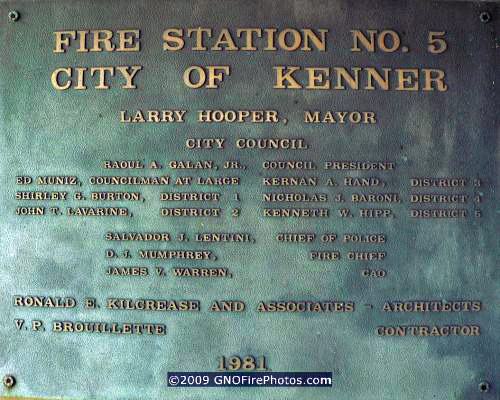 FIRE STATION NO. 5
CITY OF KENNER
LARRY HOOPER, MAYOR
CITY COUNCIL
RAOUL A. GALAN, JR., COUNCIL PRESIDENT
ED MUNIZ, COUNCILMAN AT LARGE KERNAN A. HAND, DISTRICT 3
SHIRLEY G. BURTON, DISTRICT 1 NICHOLAS J. BARONI, DISTRICT 4
JOHN T. LAVARINE, DISTRICT 2 KENNETH W. HIPP, DISTRICT 5
SALVADOR J. LENTINI, CHIEF OF POLICE
D. J. MUMPHREY, FIRE CHIEF
JAMES V. WARREN, CAO
RONALD E. KILCREASE AND ASSOCIATES - ARCHITECTS
V. P. BROUILLETTE CONTRACTOR
1981
©2009 GNOFirePhotos.com